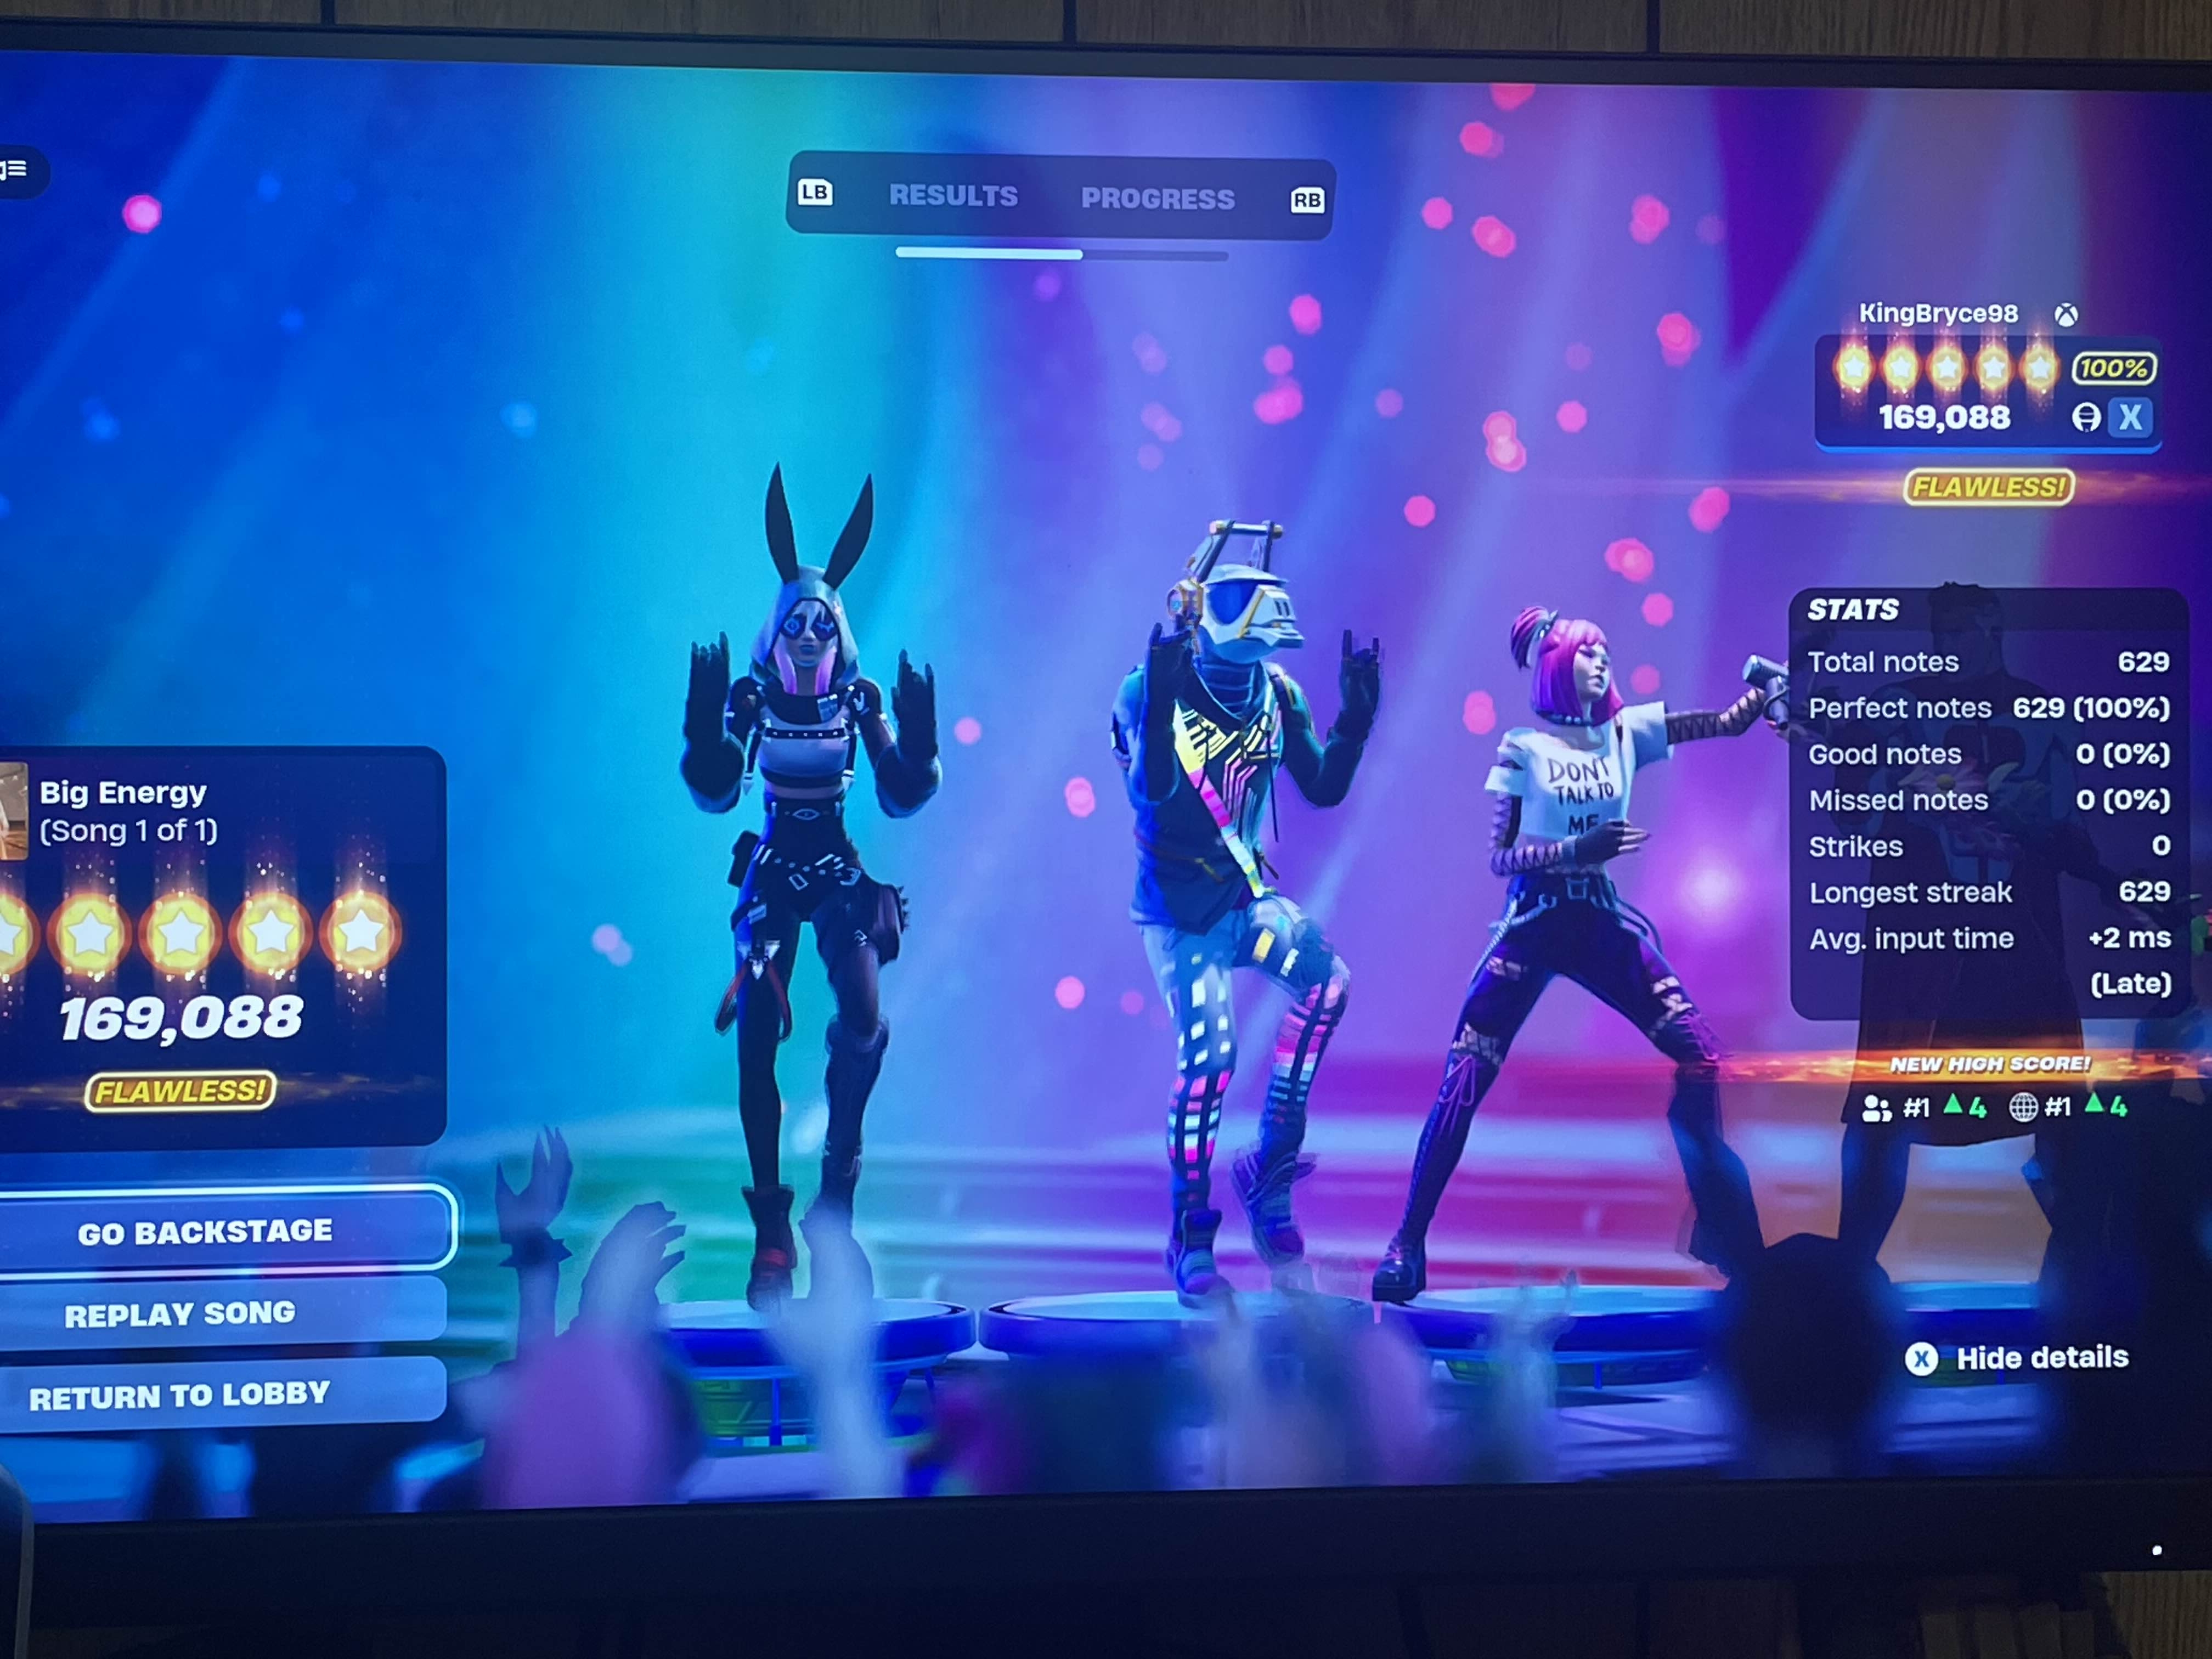 LB RESULTS PROGRESS RB
KingBryce98
100%
169,088 X
FLAWLESS!
STATS
Total notes 629
Perfect notes 629 (100%)
Good notes 0 (0%)
Missed notes 0 (0%)
Strikes 0
Longest streak 629
Avg. input time +2 ms
(Late)
NEW HIGH SCORE!
#1 ▲4 #1 ▲4
X Hide details
DON'T
TALK TO
ME
Big Energy
(Song 1 of 1)
169,088
FLAWLESS!
GO BACKSTAGE
REPLAY SONG
RETURN TO LOBBY